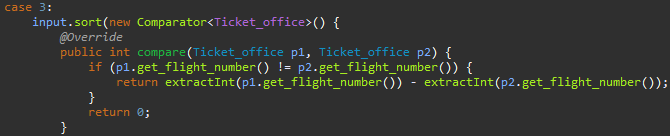 case 3:
    input.sort(new Comparator<Ticket_office>() {
        @Override
        public int compare(Ticket_office p1, Ticket_office p2) {
            if (p1.get_flight_number() != p2.get_flight_number()) {
                return extractInt(p1.get_flight_number()) - extractInt(p2.get_flight_number());
            }
            return 0;
        }